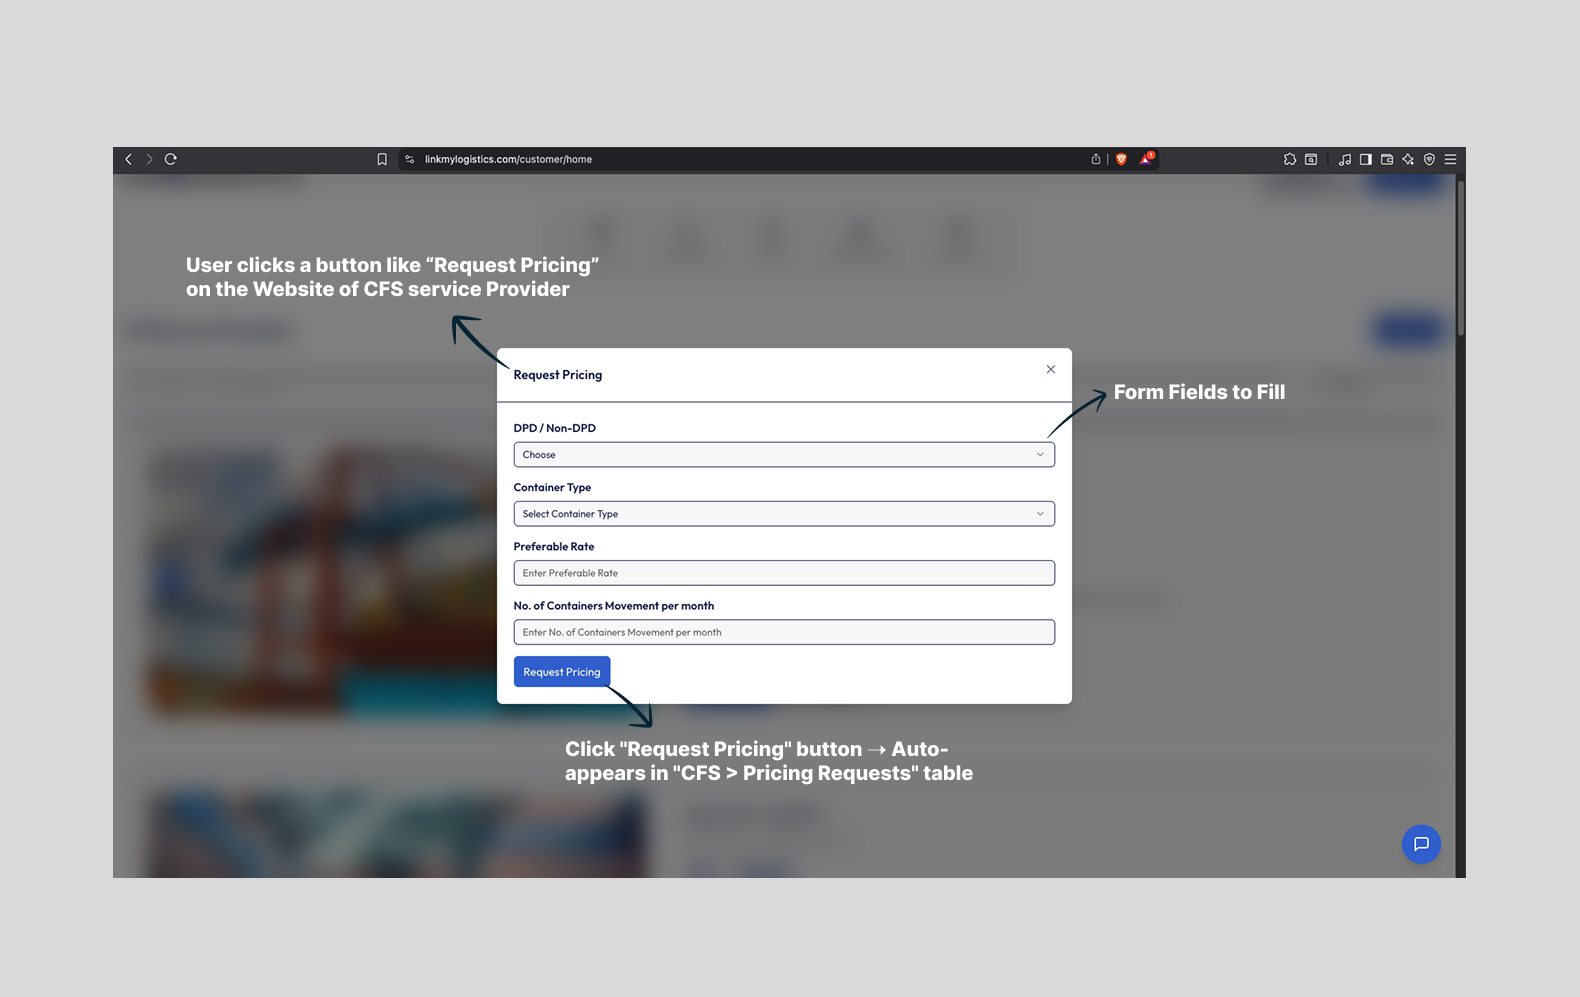 linkmylogistics.com/customer/home
1
User clicks a button like “Request Pricing”
on the Website of CFS service Provider
Request Pricing
Form Fields to Fill
DPD / Non-DPD
Choose
Container Type
Select Container Type
Preferable Rate
Enter Preferable Rate
No. of Containers Movement per month
Enter No. of Containers Movement per month
Request Pricing
Click "Request Pricing" button → Auto-
appears in "CFS > Pricing Requests" table